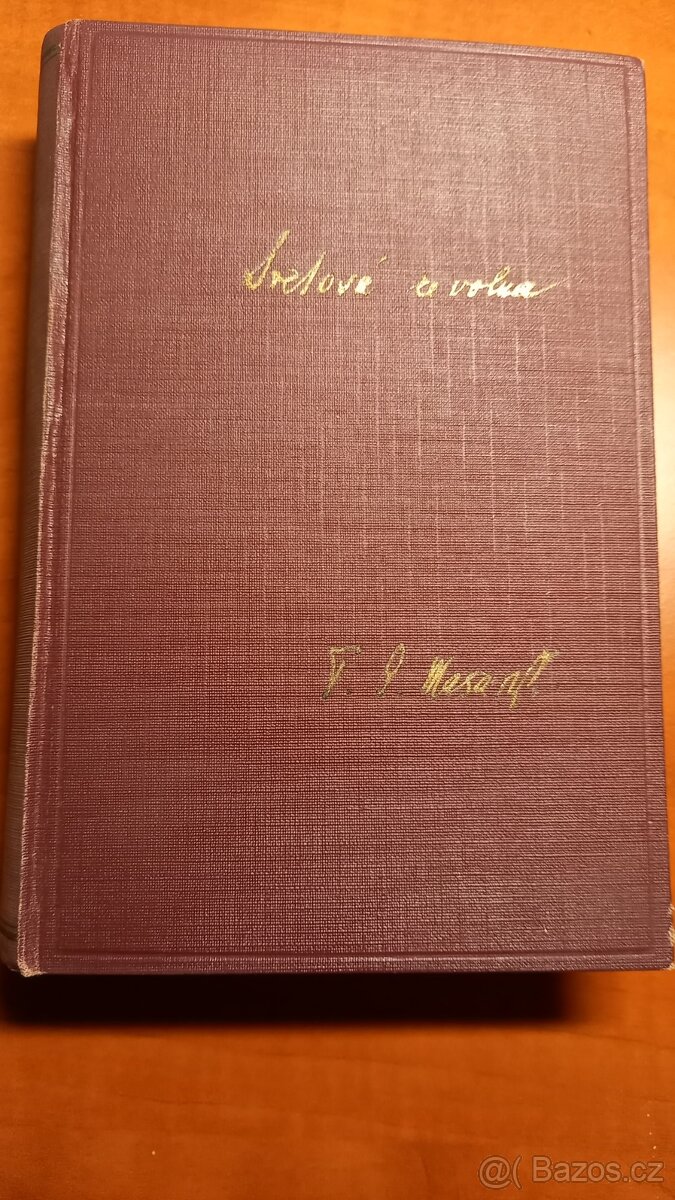 Světová revoluce
T. G. Masaryk
@( Bazos.cz